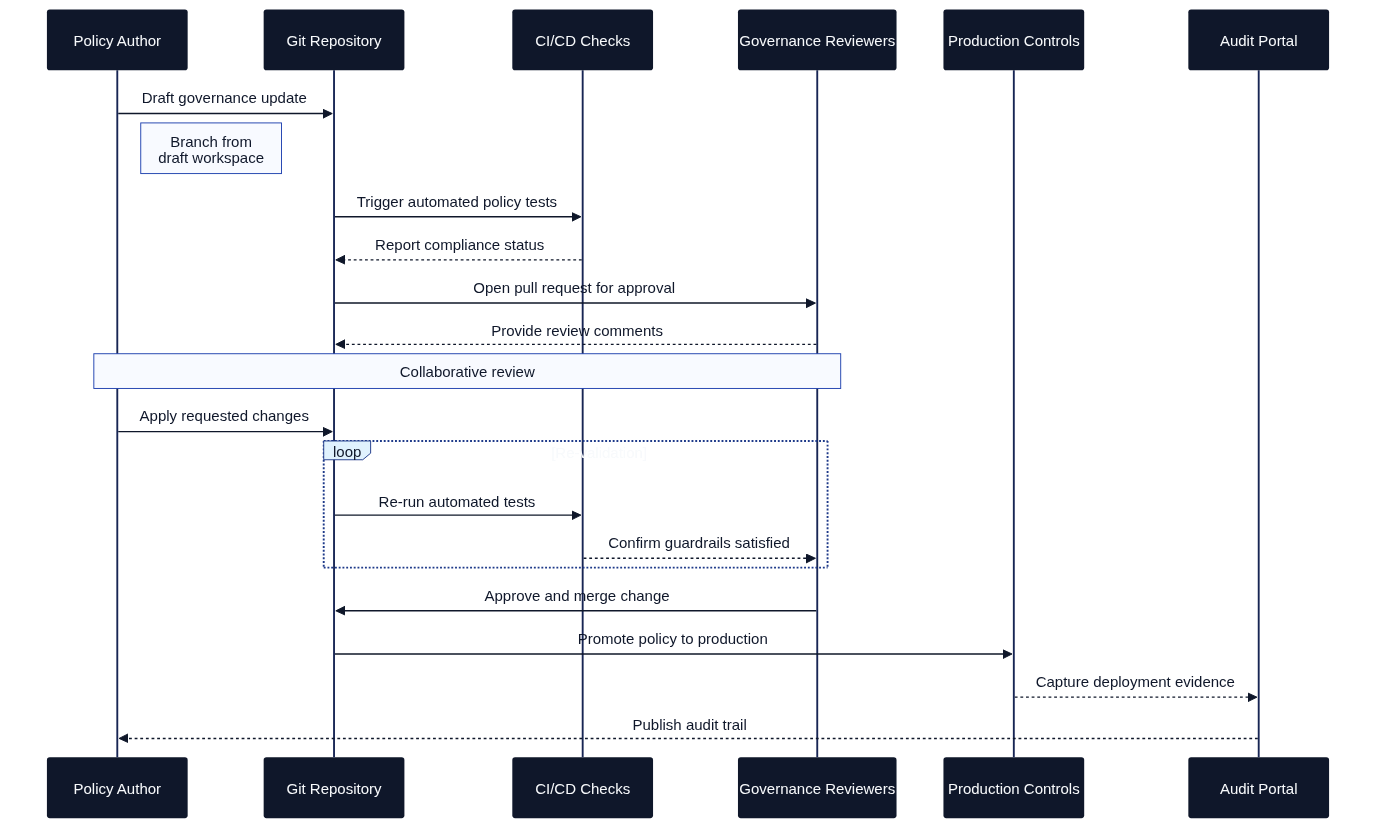 Policy Author
Git Repository
CI/CD Checks
Governance Reviewers
Production Controls
Audit Portal
Draft governance update
Branch from
draft workspace
Trigger automated policy tests
Report compliance status
Open pull request for approval
Provide review comments
Collaborative review
Apply requested changes
loop
[Re-validation]
Re-run automated tests
Confirm guardrails satisfied
Approve and merge change
Promote policy to production
Capture deployment evidence
Publish audit trail
Policy Author
Git Repository
CI/CD Checks
Governance Reviewers
Production Controls
Audit Portal